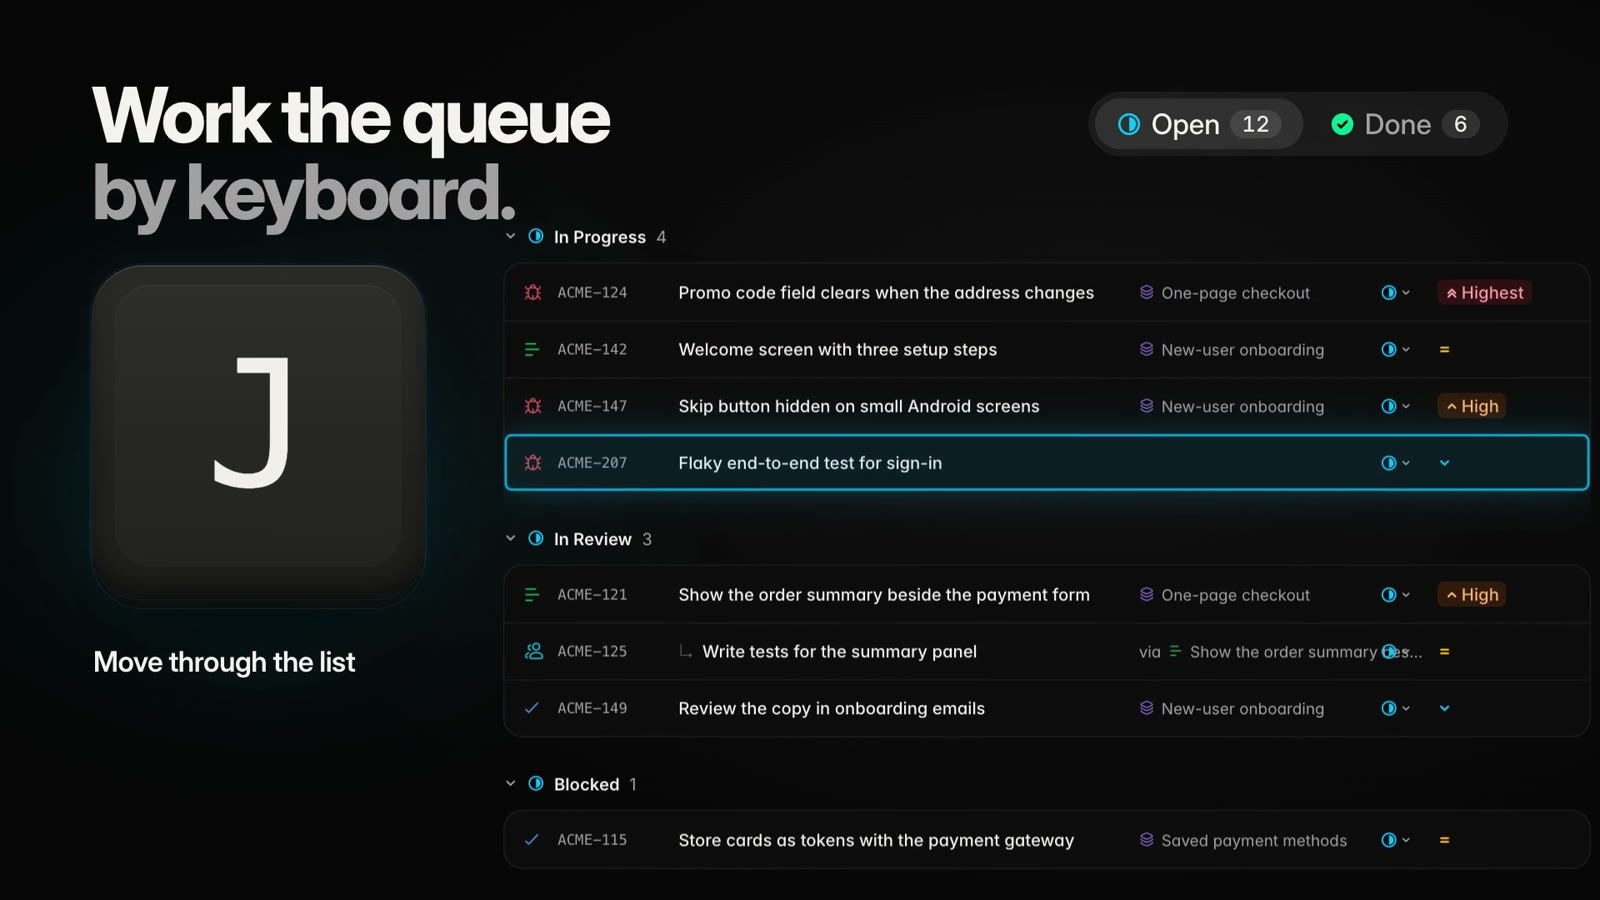 Work the queue
by keyboard.
Open 12
Done 6
J
Move through the list
In Progress 4
ACME-124 Promo code field clears when the address changes One-page checkout Highest
ACME-142 Welcome screen with three setup steps New-user onboarding
ACME-147 Skip button hidden on small Android screens New-user onboarding High
ACME-207 Flaky end-to-end test for sign-in
In Review 3
ACME-121 Show the order summary beside the payment form One-page checkout High
ACME-125 Write tests for the summary panel via Show the order summary bes...
ACME-149 Review the copy in onboarding emails New-user onboarding
Blocked 1
ACME-115 Store cards as tokens with the payment gateway Saved payment methods